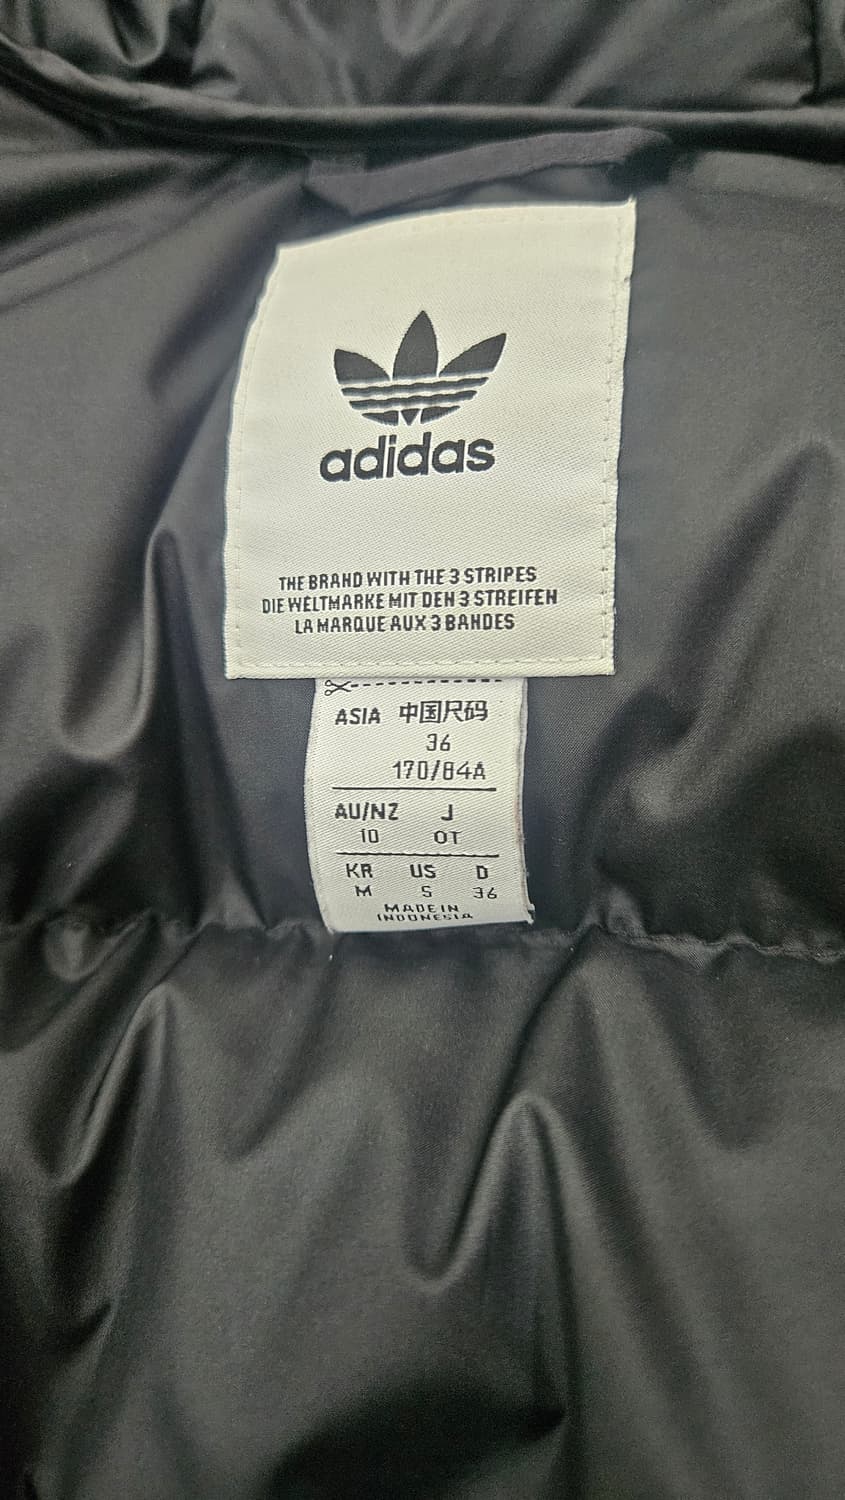 adidas
THE BRAND WITH THE 3 STRIPES
DIE WELTMARKE MIT DEN 3 STREIFEN
LA MARQUE AUX 3 BANDES
ASIA 中国尺码
36
170/84A
AU/NZ J
10 OT
KR US D
M S 36
MADE IN
INDONESIA